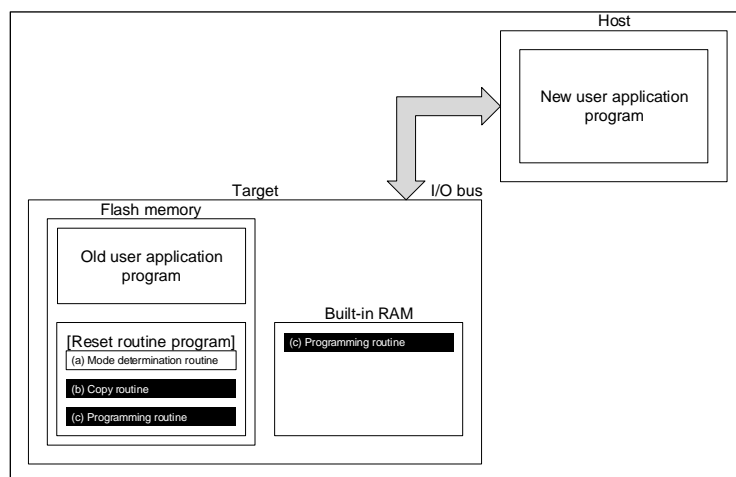 Host
New user application
program
Target
I/O bus
Flash memory
Old user application
program
[Reset routine program]
(a) Mode determination routine
(b) Copy routine
(c) Programming routine
Built-in RAM
(c) Programming routine